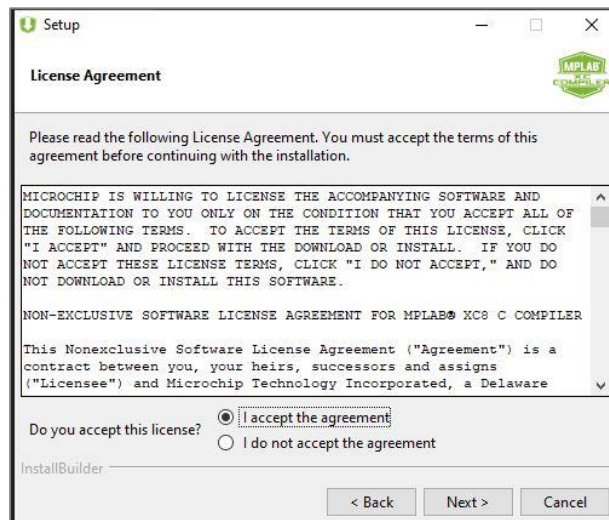 Setup
License Agreement
MPLAB®
XC
COMPILER
Please read the following License Agreement. You must accept the terms of this
agreement before continuing with the installation.
MICROCHIP IS WILLING TO LICENSE THE ACCOMPANYING SOFTWARE AND
DOCUMENTATION TO YOU ONLY ON THE CONDITION THAT YOU ACCEPT ALL OF
THE FOLLOWING TERMS.  TO ACCEPT THE TERMS OF THIS LICENSE, CLICK
"I ACCEPT" AND PROCEED WITH THE DOWNLOAD OR INSTALL.  IF YOU DO
NOT ACCEPT THESE LICENSE TERMS, CLICK "I DO NOT ACCEPT," AND DO
NOT DOWNLOAD OR INSTALL THIS SOFTWARE.
NON-EXCLUSIVE SOFTWARE LICENSE AGREEMENT FOR MPLAB® XC8 C COMPILER
This Nonexclusive Software License Agreement ("Agreement") is a
contract between you, your heirs, successors and assigns
("Licensee") and Microchip Technology Incorporated, a Delaware
Do you accept this license?
I accept the agreement
I do not accept the agreement
InstallBuilder
< Back
Next >
Cancel